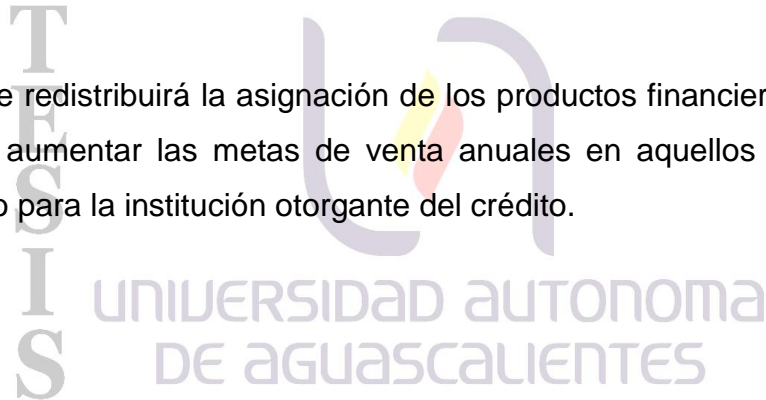 e redistribuirá la asignación de los productos financier
aumentar las metas de venta anuales en aquellos
o para la institución otorgante del crédito.
TESIS
UNIVERSIDAD AUTONOMA
DE AGUASCALIENTES